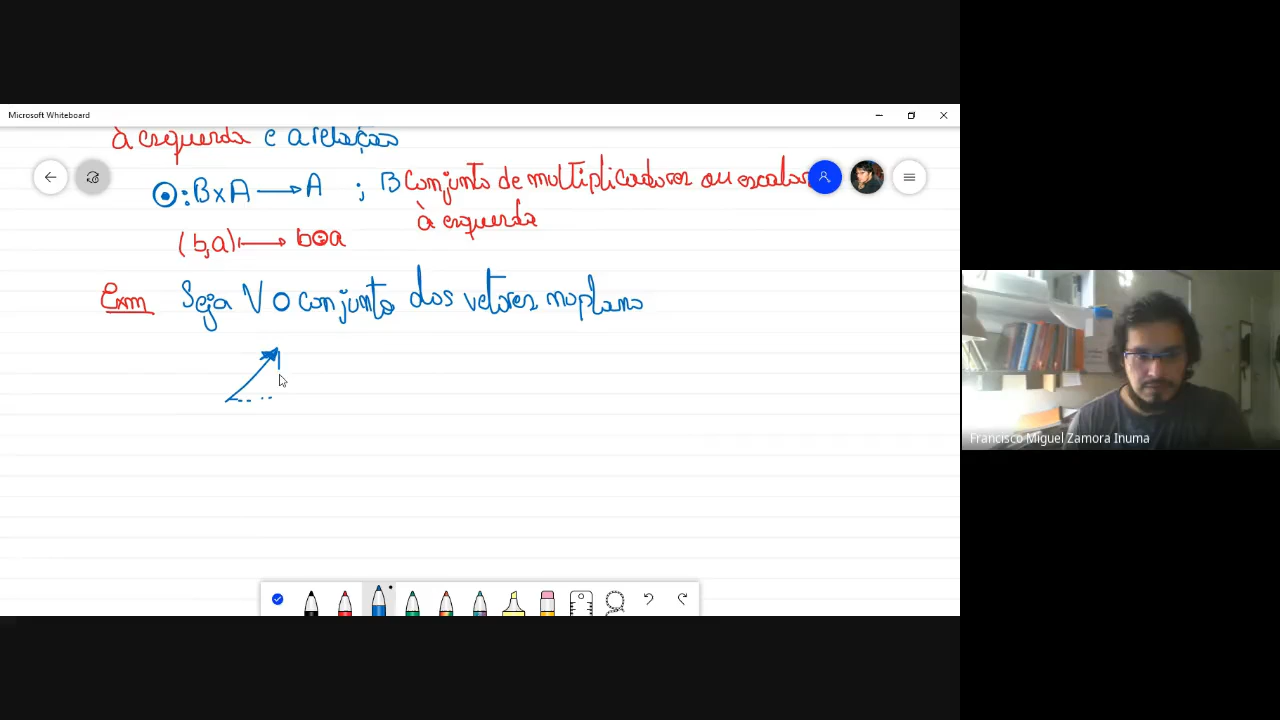 Microsoft Whiteboard
à esquerda e a relação
⊙: B x A → A ; B conjunto de multiplicadores ou escalar
à esquerda
(b,a) ↦ b⊙a
Exm Seja V o conjunto dos vetores no plano
Francisco Miguel Zamora Inuma